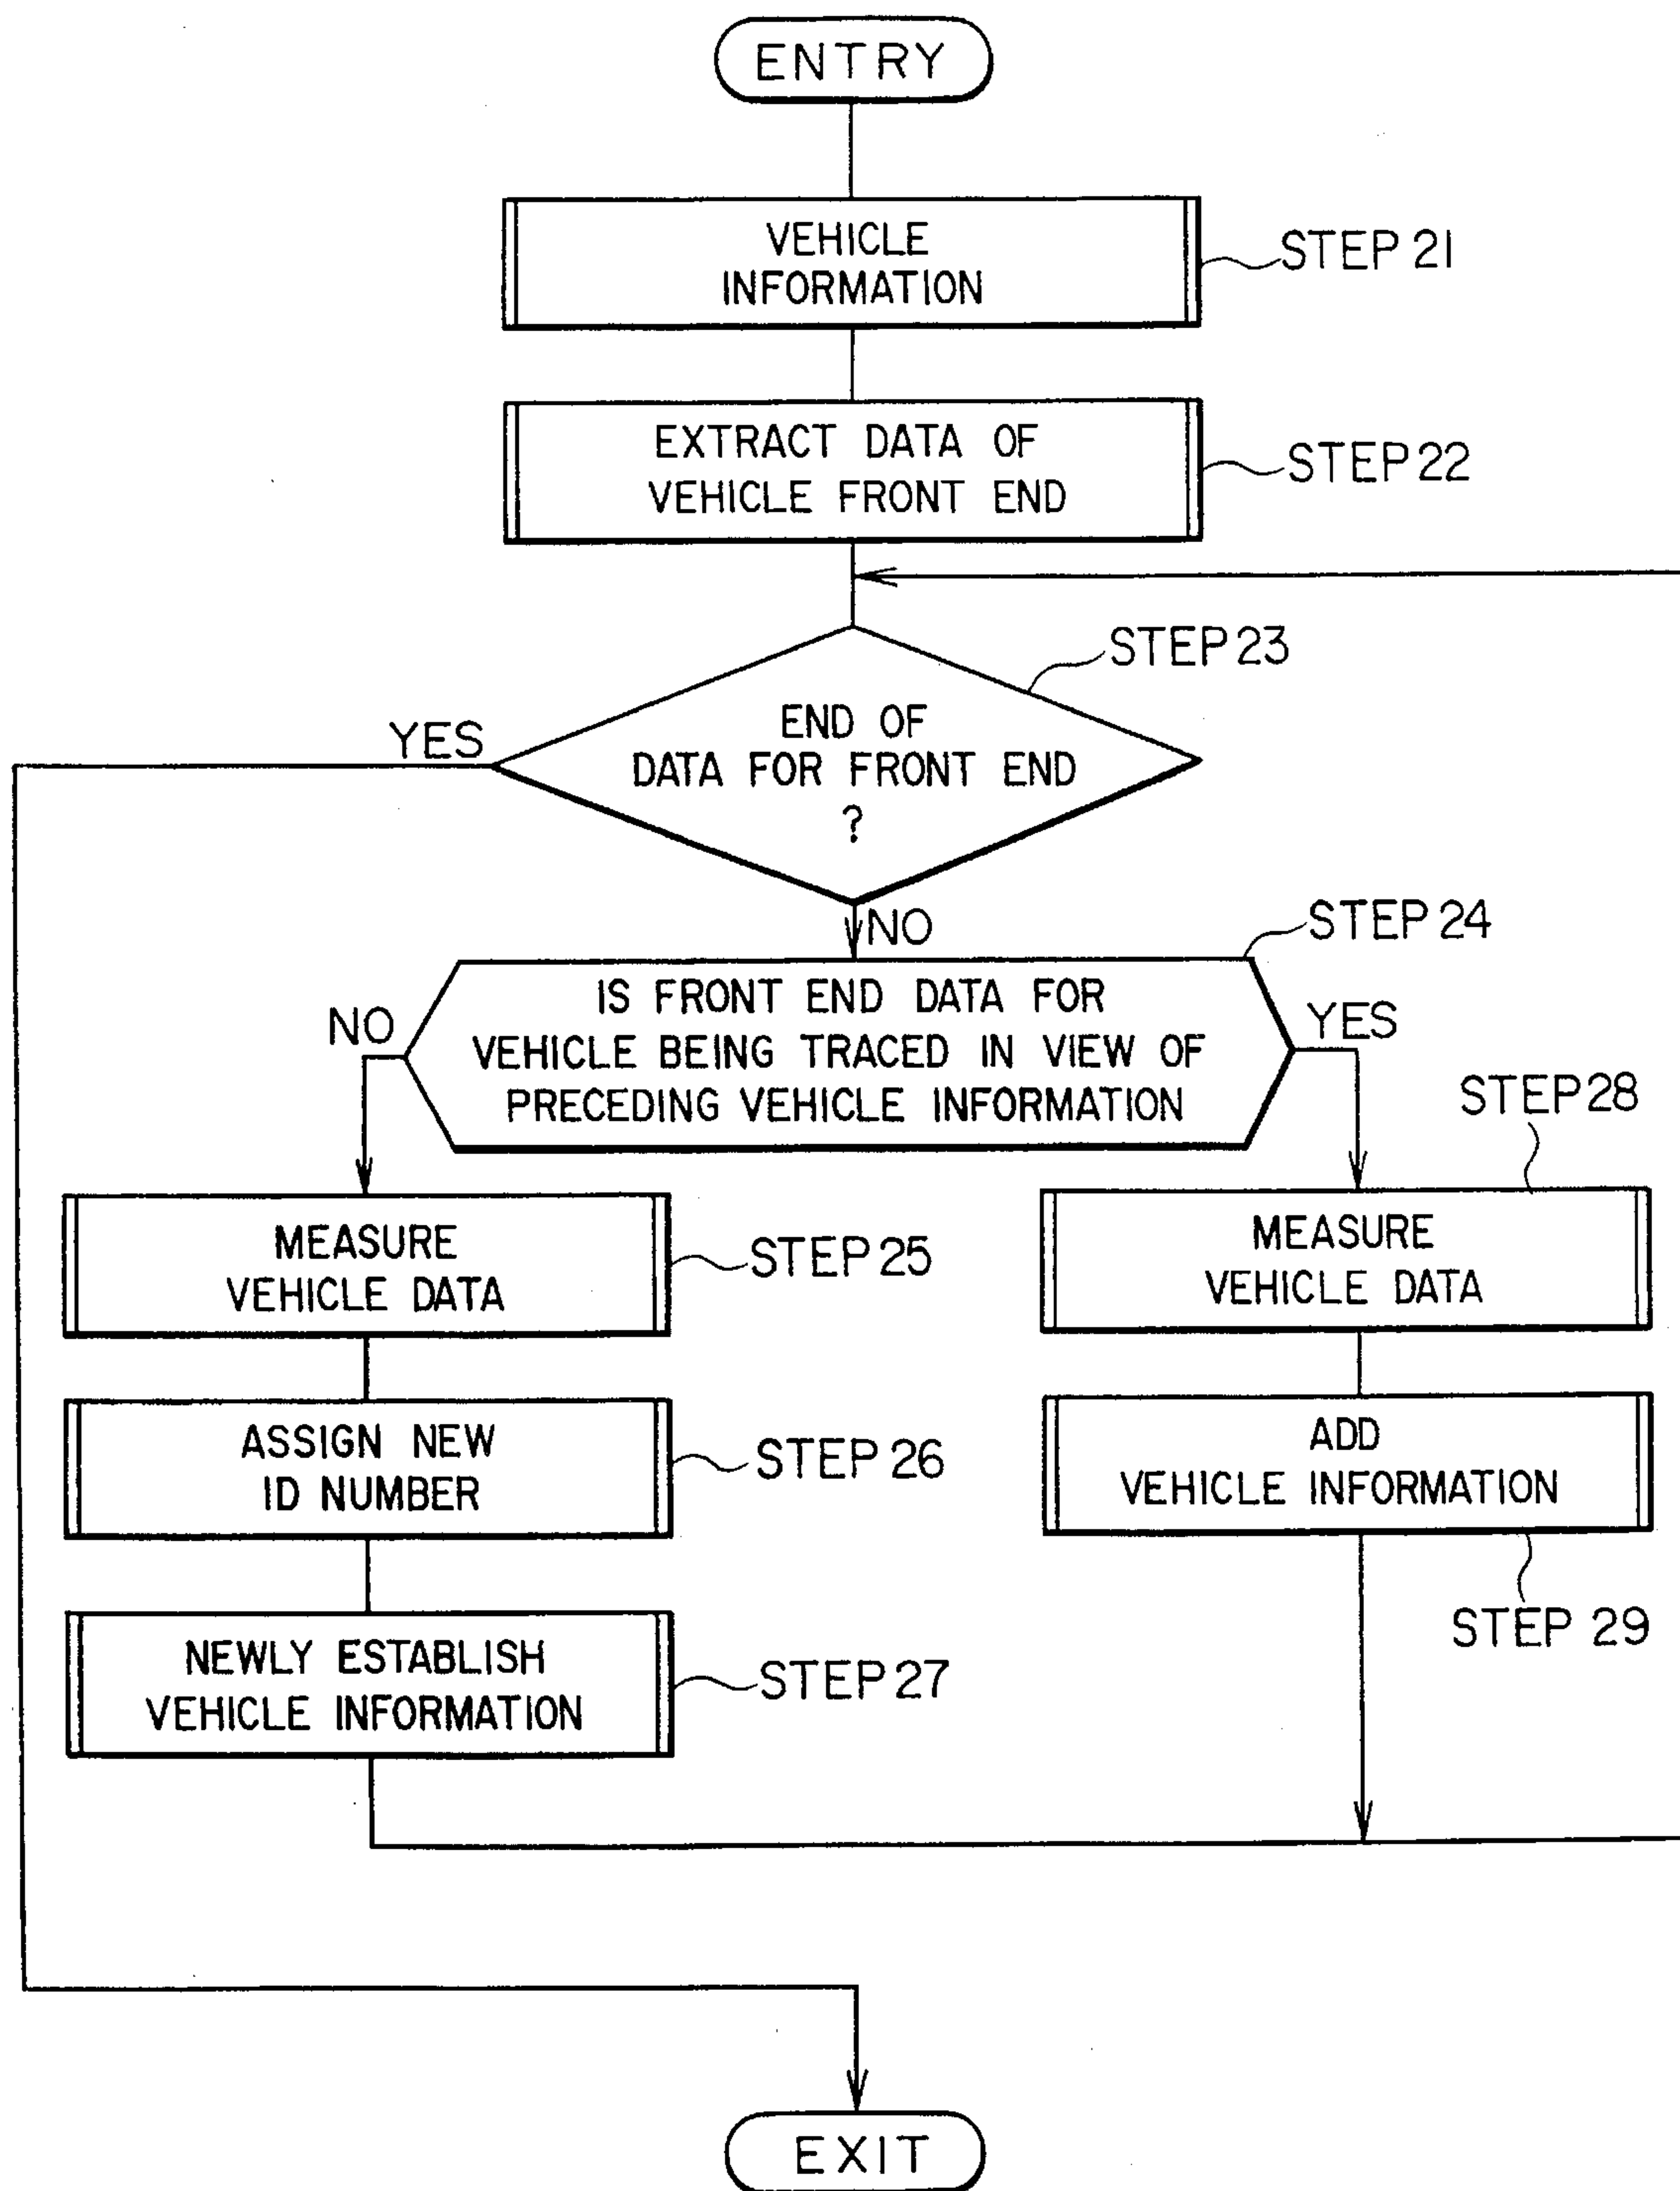 ENTRY
VEHICLE
INFORMATION
STEP 21
EXTRACT DATA OF
VEHICLE FRONT END
STEP 22
STEP 23
YES
END OF
DATA FOR FRONT END
?
NO
STEP 24
IS FRONT END DATA FOR
VEHICLE BEING TRACED IN VIEW OF
PRECEDING VEHICLE INFORMATION
NO
YES
STEP 28
MEASURE
VEHICLE DATA
STEP 25
MEASURE
VEHICLE DATA
ASSIGN NEW
ID NUMBER
STEP 26
ADD
VEHICLE INFORMATION
STEP 29
NEWLY ESTABLISH
VEHICLE INFORMATION
STEP 27
EXIT